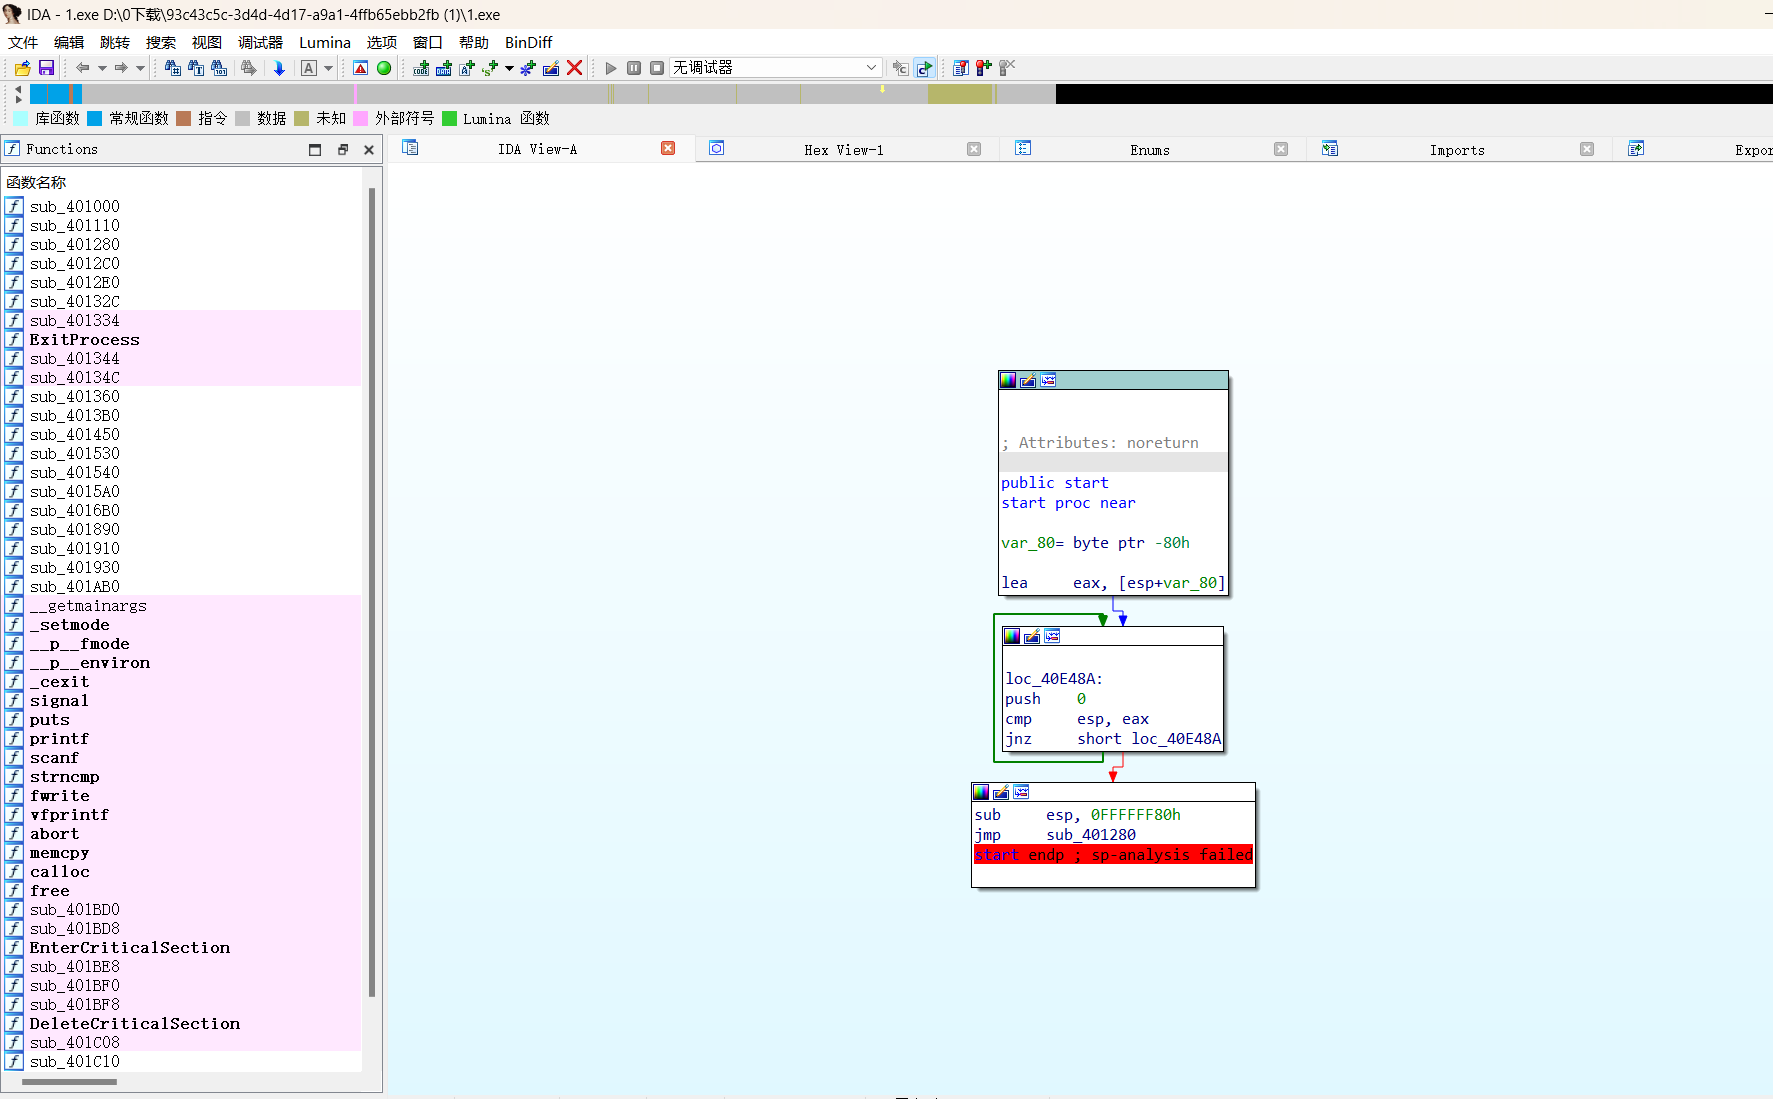 IDA - 1.exe D:\0下载\93c43c5c-3d4d-4d17-a9a1-4ffb65ebb2fb (1)\1.exe
文件 编辑 跳转 搜索 视图 调试器 Lumina 选项 窗口 帮助 BinDiff
无调试器
库函数 常规函数 指令 数据 未知 外部符号 Lumina 函数
Functions
IDA View-A Hex View-1 Enums Imports Expor
函数名称
sub_401000
sub_401110
sub_401280
sub_4012C0
sub_4012E0
sub_40132C
sub_401334
ExitProcess
sub_401344
sub_40134C
sub_401360
sub_4013B0
sub_401450
sub_401530
sub_401540
sub_4015A0
sub_4016B0
sub_401890
sub_401910
sub_401930
sub_401AB0
__getmainargs
_setmode
__p__fmode
__p__environ
_cexit
signal
puts
printf
scanf
strncmp
fwrite
vfprintf
abort
memcpy
calloc
free
sub_401BD0
sub_401BD8
EnterCriticalSection
sub_401BE8
sub_401BF0
sub_401BF8
DeleteCriticalSection
sub_401C08
sub_401C10
; Attributes: noreturn
public start
start proc near
var_80= byte ptr -80h
lea eax, [esp+var_80]
loc_40E48A:
push 0
cmp esp, eax
jnz short loc_40E48A
sub esp, 0FFFFFF80h
jmp sub_401280
start endp ; sp-analysis failed